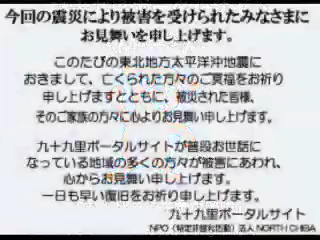 今回の震災により被害を受けられたみなさまに
お見舞いを申し上げます。
このたびの東北地方太平洋沖地震に
おきまして、亡くられた方々のご冥福をお祈り
申し上げますとともに、被災された皆様、
そのご家族の方々に心よりお見舞い申し上げます。
九十九里ポータルサイトが普段お世話に
なっている地域の多くの方々が被害にあわれ、
心からお見舞い申し上げます。
一日も早い復旧をお祈り申し上げます。
九十九里ポータルサイト
NPO（特定非営利活動）法人 NORTH CHIBA